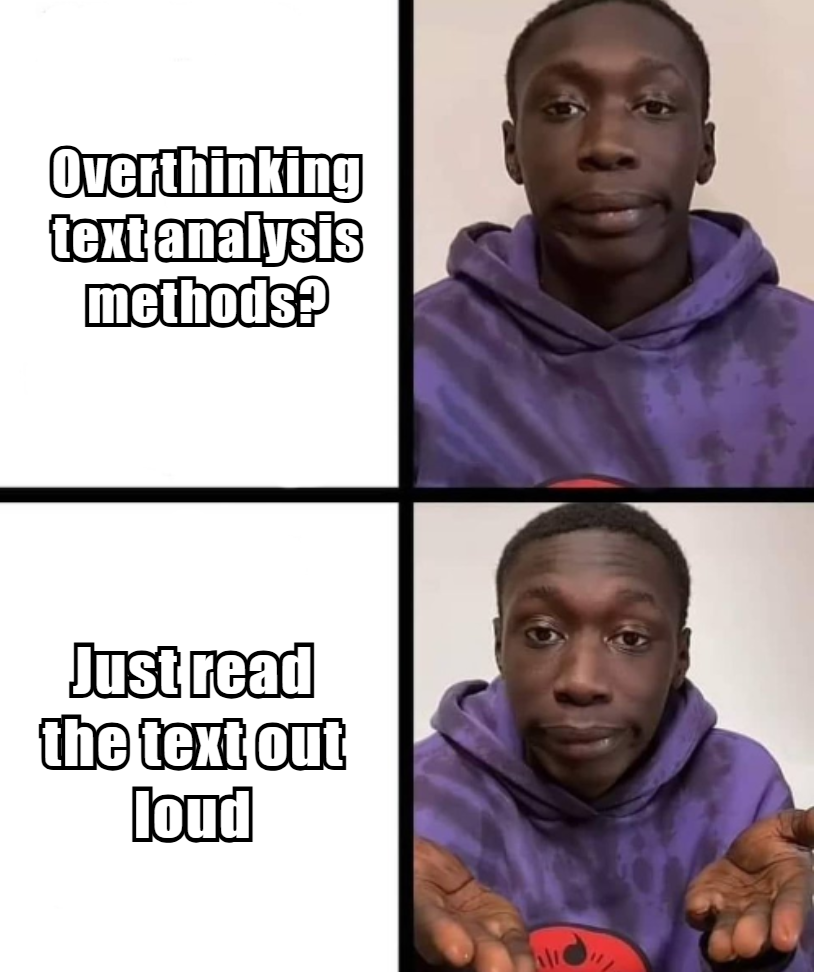 Overthinking
text analysis
methods?
Just read
the text out
loud